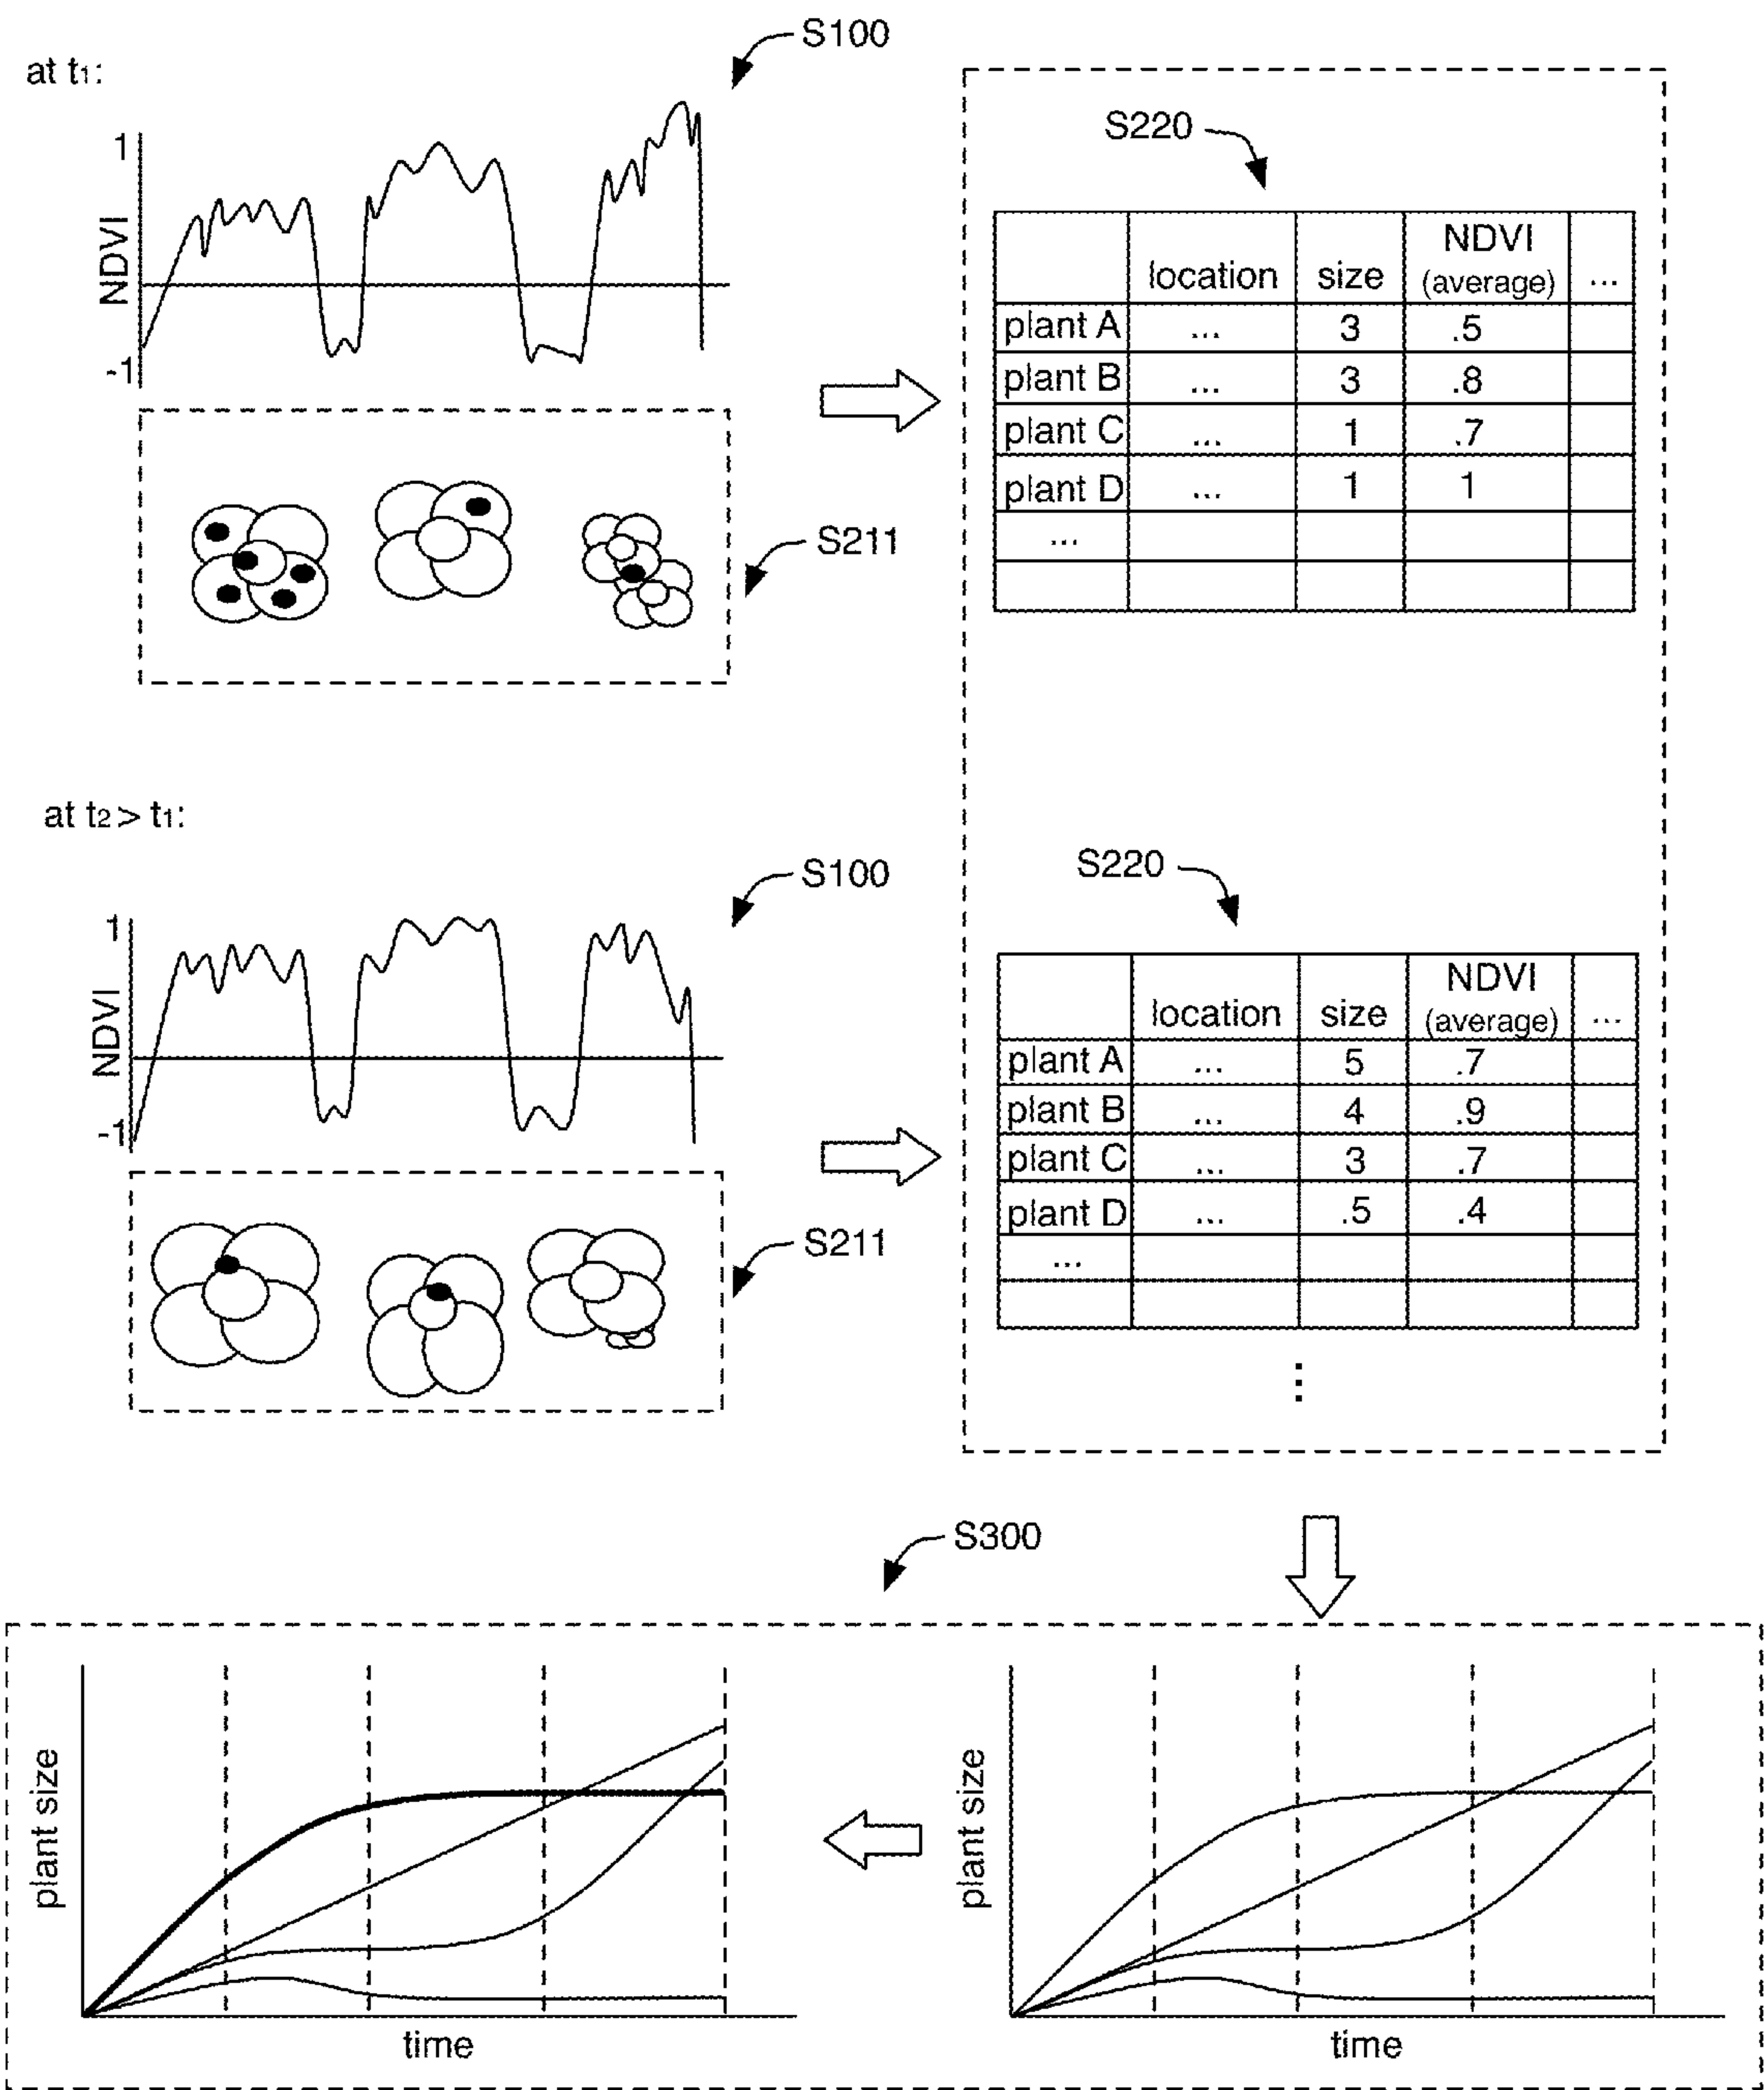 S100
at t1:
1
NDVI
-1
S211
S220
location size NDVI (average) ...
plant A ... 3 .5
plant B ... 3 .8
plant C ... 1 .7
plant D ... 1 1
...
at t2 > t1:
S100
1
NDVI
-1
S211
S220
location size NDVI (average) ...
plant A ... 5 .7
plant B ... 4 .9
plant C ... 3 .7
plant D ... .5 .4
...
⋮
S300
plant size
time
plant size
time